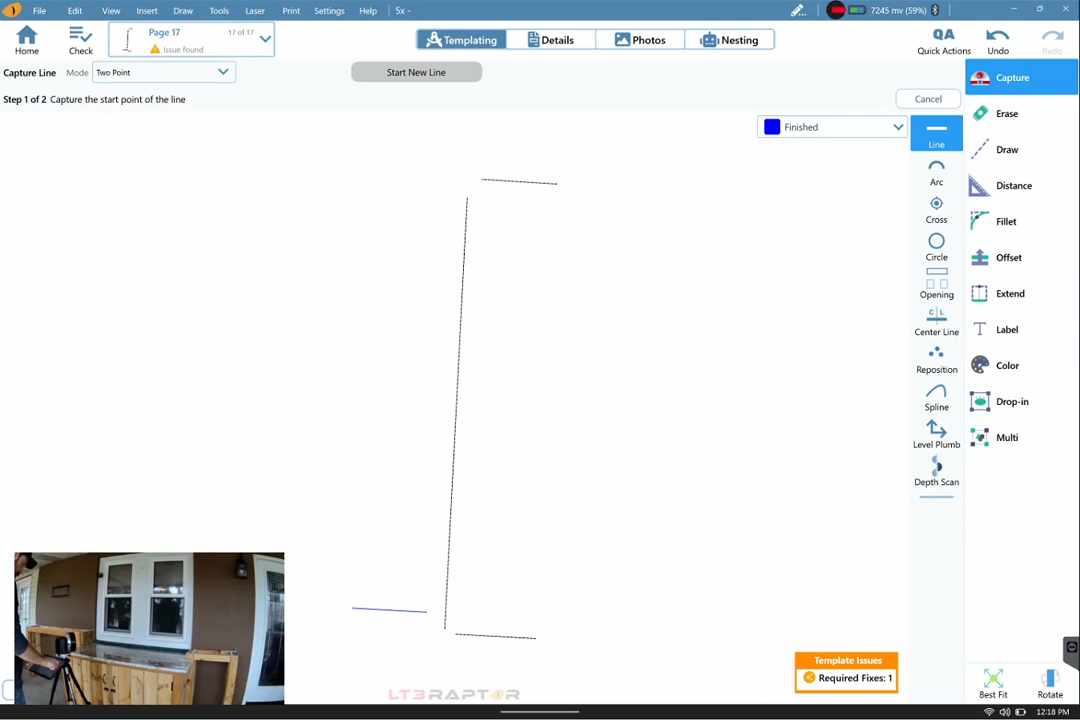 File Edit View Insert Draw Tools Laser Print Settings Help 5x
7245 mv (59%)
Home
Check
Page 17
17 of 17
Issue found
Templating
Details
Photos
Nesting
QA
Quick Actions
Undo
Redo
Capture Line Mode Two Point
Start New Line
Step 1 of 2 Capture the start point of the line
Cancel
Finished
Line
Arc
Cross
Circle
Opening
C L
Center Line
Reposition
Spline
Level Plumb
Depth Scan
Capture
Erase
Draw
Distance
Fillet
Offset
Extend
T Label
Color
Drop-in
Multi
Template Issues
Required Fixes: 1
Best Fit
Rotate
LT3RAPTOR
12:18 PM